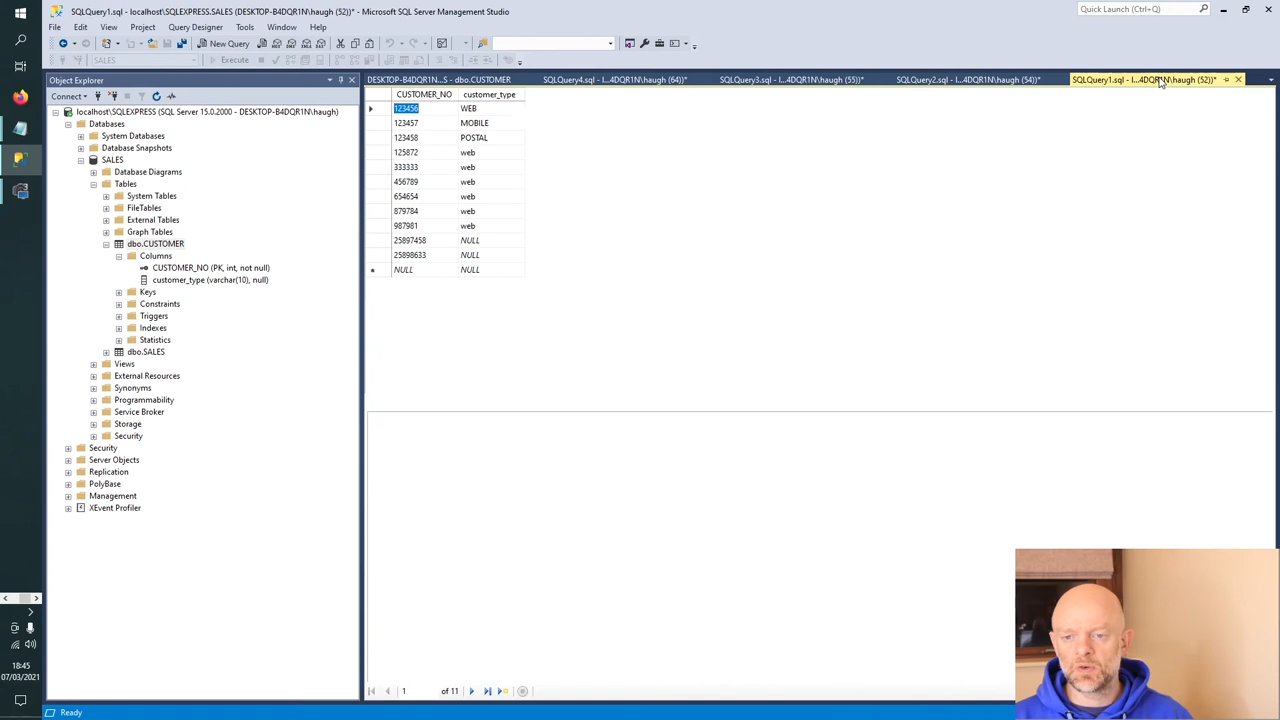 SQLQuery1.sql - localhost\SQLEXPRESS.SALES (DESKTOP-B4DQR1N\haugh (52))* - Microsoft SQL Server Management Studio
Quick Launch (Ctrl+Q)
File Edit View Project Query Designer Tools Window Help
New Query
SALES Execute
Object Explorer
DESKTOP-B4DQR1N...S - dbo.CUSTOMER SQLQuery4.sql - l...4DQR1N\haugh (64))* SQLQuery3.sql - l...4DQR1N\haugh (55))* SQLQuery2.sql - l...4DQR1N\haugh (54))* SQLQuery1.sql - l...4DQR1N\haugh (52))*
Connect
localhost\SQLEXPRESS (SQL Server 15.0.2000 - DESKTOP-B4DQR1N\haugh)
Databases
System Databases
Database Snapshots
SALES
Database Diagrams
Tables
System Tables
FileTables
External Tables
Graph Tables
dbo.CUSTOMER
Columns
CUSTOMER_NO (PK, int, not null)
customer_type (varchar(10), null)
Keys
Constraints
Triggers
Indexes
Statistics
dbo.SALES
Views
External Resources
Synonyms
Programmability
Service Broker
Storage
Security
Security
Server Objects
Replication
PolyBase
Management
XEvent Profiler
CUSTOMER_NO customer_type
123456 WEB
123457 MOBILE
123458 POSTAL
125872 web
333333 web
456789 web
654654 web
879784 web
987981 web
25897458 NULL
25898633 NULL
NULL NULL
1 of 11
18:45
07/03/2021
Ready